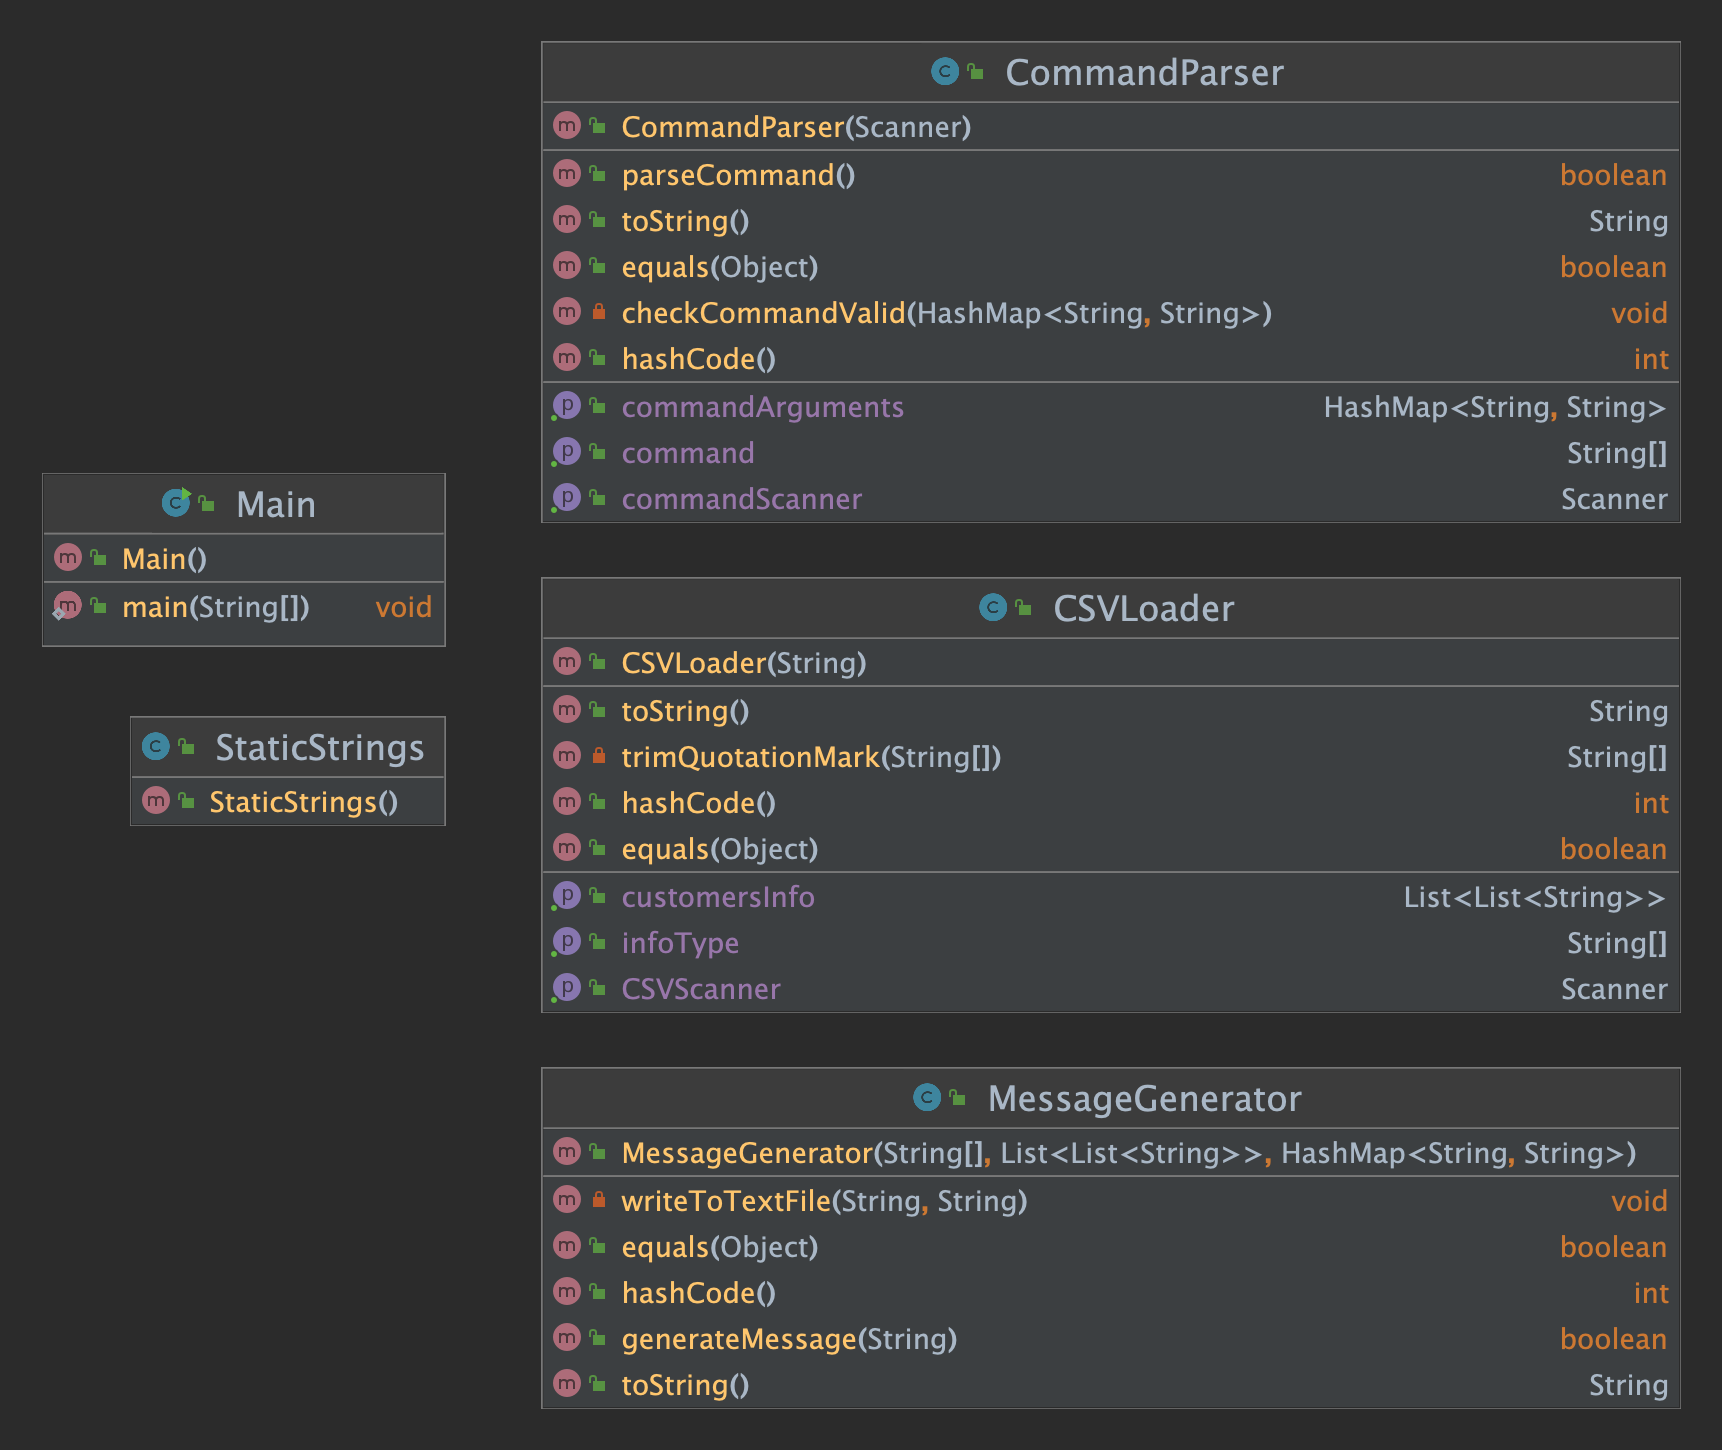 CommandParser
CommandParser(Scanner)
parseCommand() boolean
toString() String
equals(Object) boolean
checkCommandValid(HashMap<String, String>) void
hashCode() int
commandArguments HashMap<String, String>
command String[]
commandScanner Scanner
Main
Main()
main(String[]) void
StaticStrings
StaticStrings()
CSVLoader
CSVLoader(String)
toString() String
trimQuotationMark(String[]) String[]
hashCode() int
equals(Object) boolean
customersInfo List<List<String>>
infoType String[]
CSVScanner Scanner
MessageGenerator
MessageGenerator(String[], List<List<String>>, HashMap<String, String>)
writeToTextFile(String, String) void
equals(Object) boolean
hashCode() int
generateMessage(String) boolean
toString() String